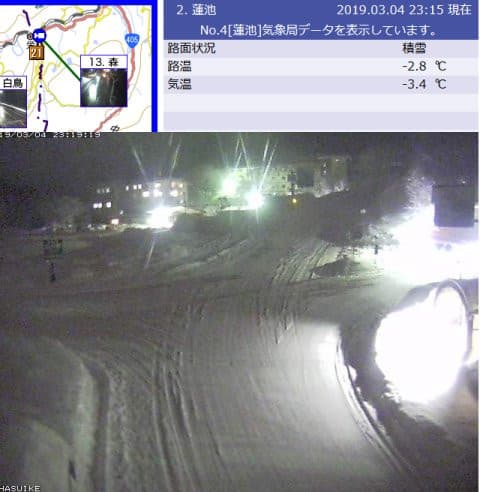 405
21
白鳥
13. 森
2. 蓮池 2019.03.04 23:15 現在
No.4[蓮池]気象局データを表示しています。
路面状況 積雪
路温 -2.8 ℃
気温 -3.4 ℃
19/03/04 23:19:19
HASUIKE